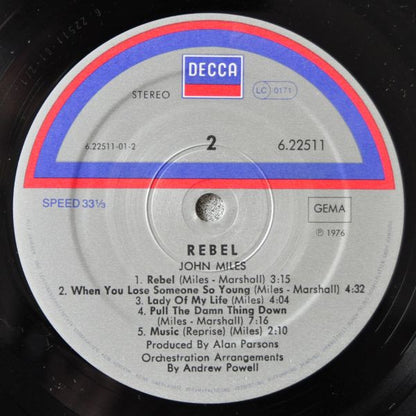 DECCA
STEREO
LC 0171
6.22511-01-2
2
6.22511
SPEED 33⅓
GEMA
℗ 1976
REBEL
JOHN MILES
1. Rebel (Miles - Marshall) 3:15
2. When You Lose Someone So Young (Miles - Marshall) 4:32
3. Lady Of My Life (Miles) 4:04
4. Pull The Damn Thing Down
(Miles - Marshall) 7:16
5. Music (Reprise) (Miles) 2:10
Produced By Alan Parsons
Orchestration Arrangements
By Andrew Powell